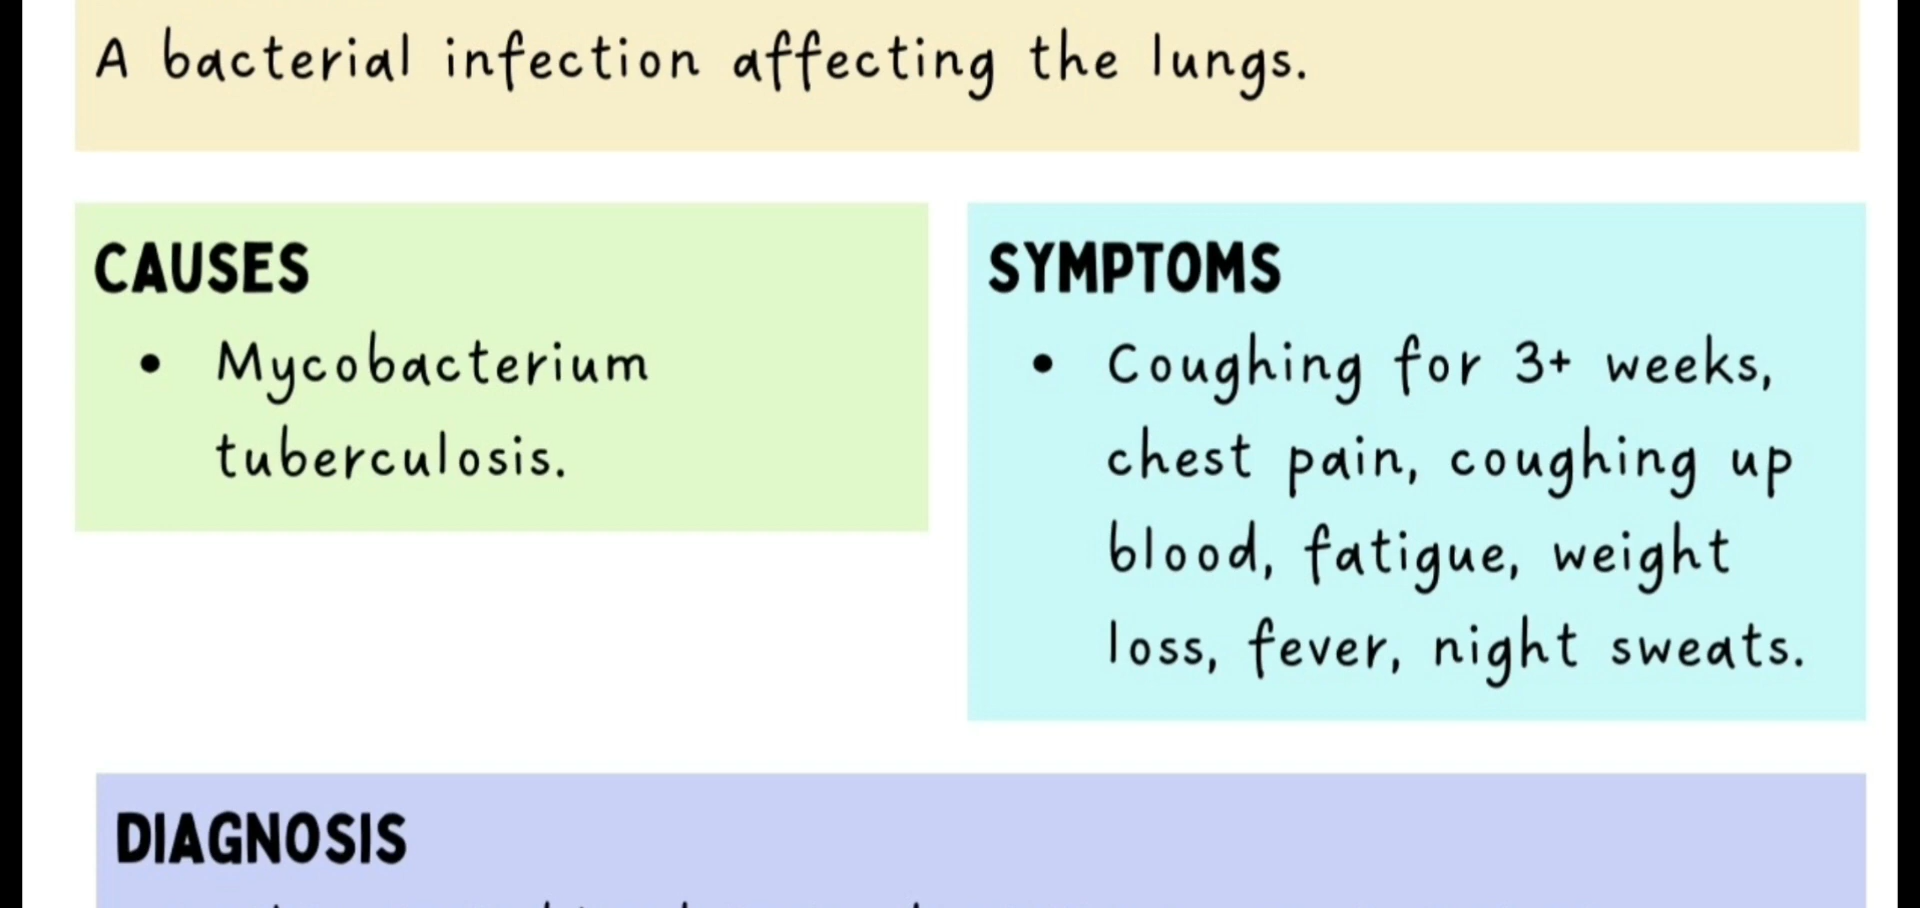 A bacterial infection affecting the lungs.
CAUSES
• Mycobacterium
tuberculosis.
SYMPTOMS
• Coughing for 3+ weeks,
chest pain, coughing up
blood, fatigue, weight
loss, fever, night sweats.
DIAGNOSIS